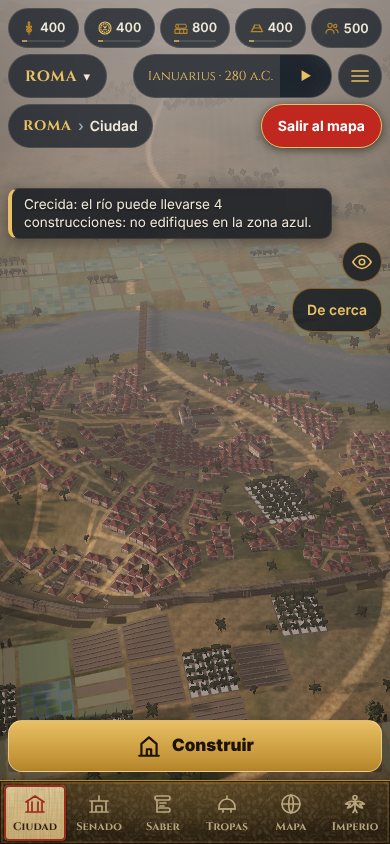 400 400 800 400 500
ROMA ▾ IANUARIUS · 280 A.C.
ROMA › Ciudad Salir al mapa
Crecida: el río puede llevarse 4
construcciones: no edifiques en la zona azul.
De cerca
Construir
CIUDAD SENADO SABER TROPAS MAPA IMPERIO